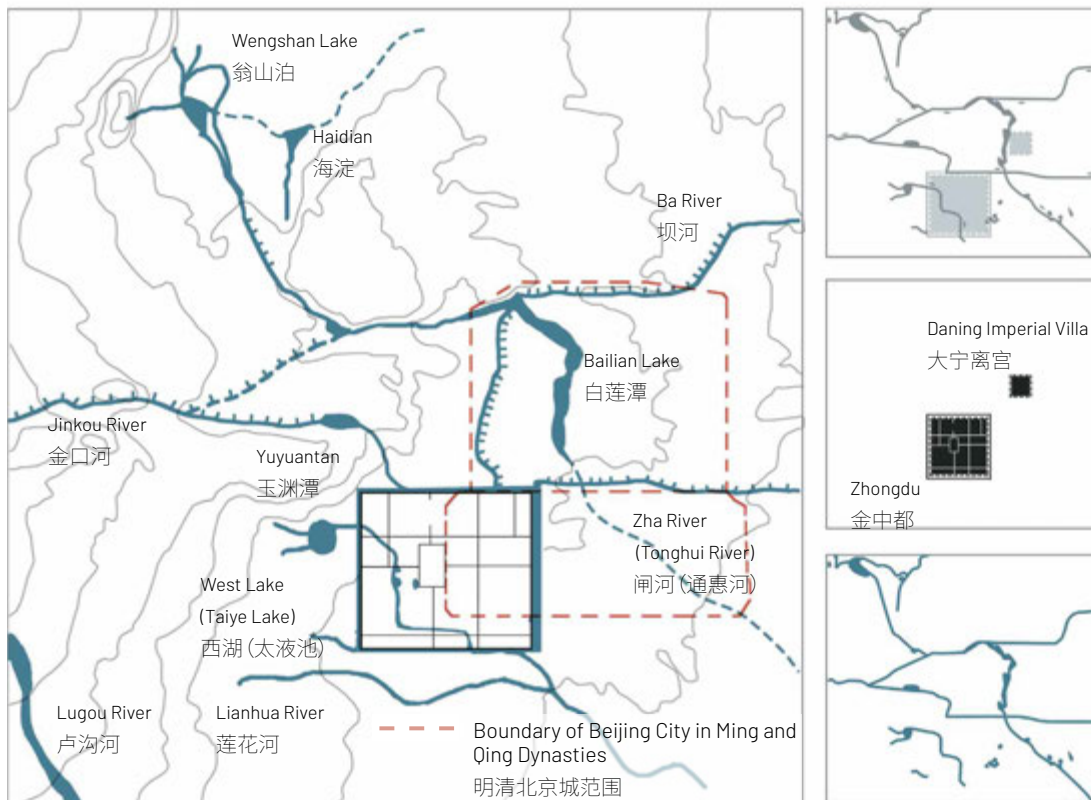 Wengshan Lake
翁山泊
Haidian
海淀
Ba River
坝河
Bailian Lake
白莲潭
Jinkou River
金口河
Yuyuantan
玉渊潭
Zha River
(Tonghui River)
闸河(通惠河)
West Lake
(Taiye Lake)
西湖(太液池)
Lugou River
卢沟河
Lianhua River
莲花河
Boundary of Beijing City in Ming and
Qing Dynasties
明清北京城范围
Daning Imperial Villa
大宁离宫
Zhongdu
金中都